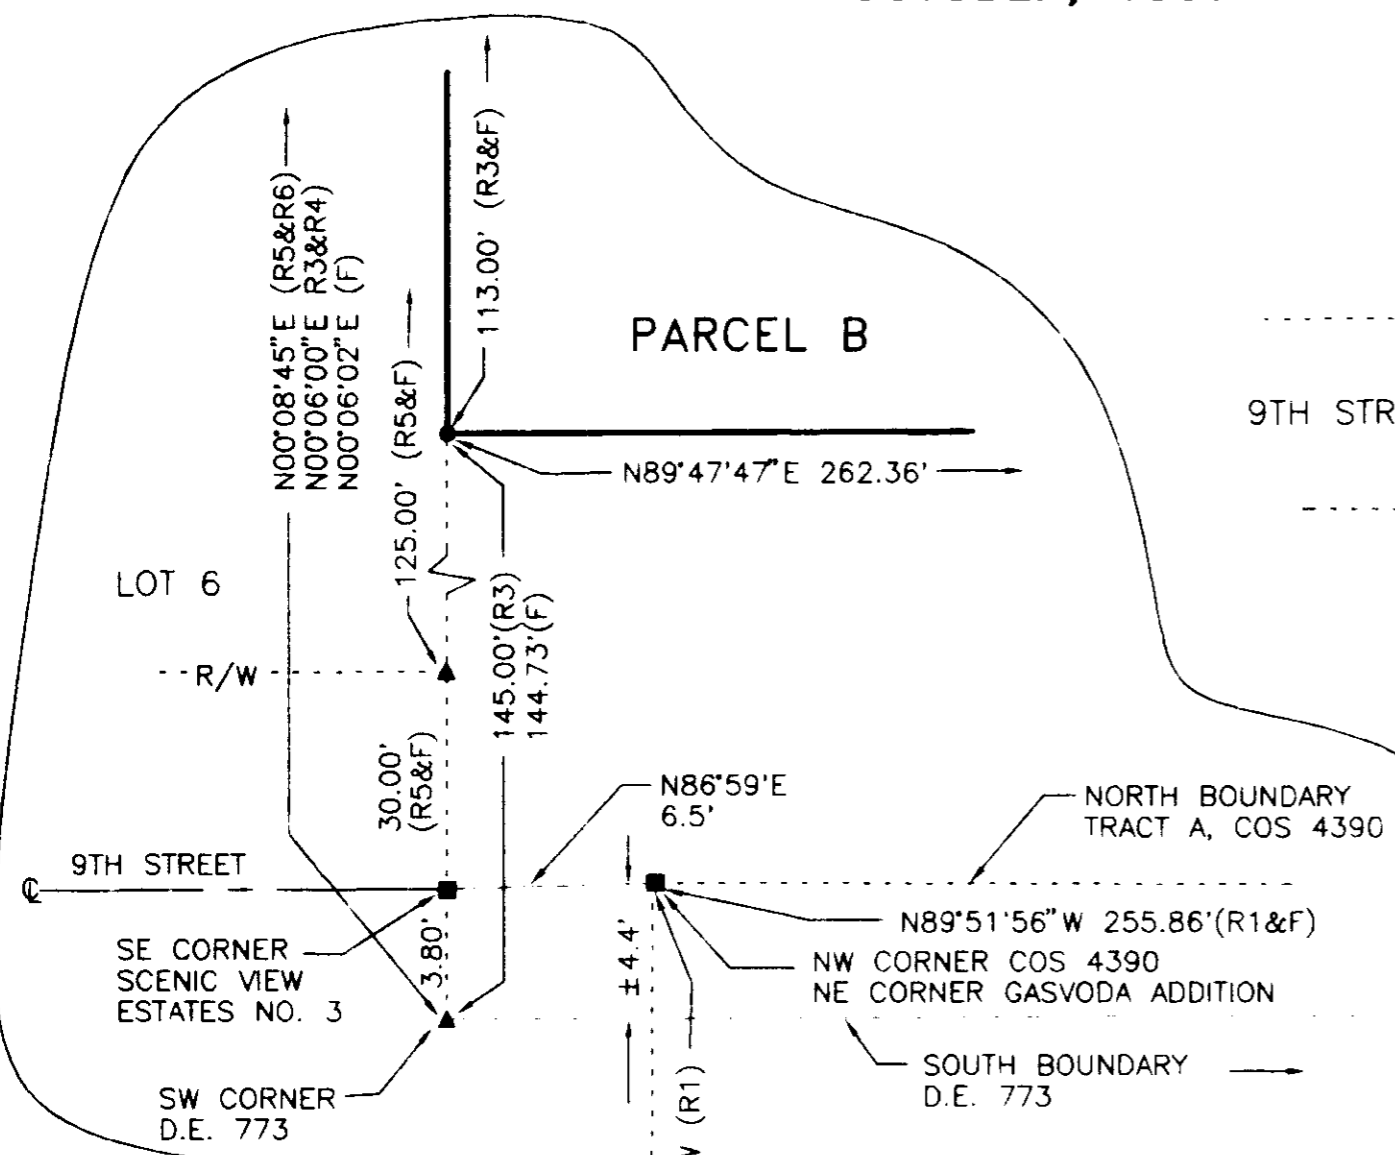 N00°08'45"E (R5&R6)
N00°06'00"E R3&R4)
N00°06'02"E (F)
113.00' (R3&F)
125.00' (R5&F)
PARCEL B
9TH STR
N89°47'47"E 262.36'
LOT 6
145.00'(R3)
144.73'(F)
R/W
30.00'
(R5&F)
N86°59'E
6.5'
NORTH BOUNDARY
TRACT A, COS 4390
9TH STREET
N89°51'56"W 255.86'(R1&F)
SE CORNER
SCENIC VIEW
ESTATES NO. 3
3.80'
±4.4'
NW CORNER COS 4390
NE CORNER GASVODA ADDITION
SOUTH BOUNDARY
D.E. 773
SW CORNER
D.E. 773
W (R1)